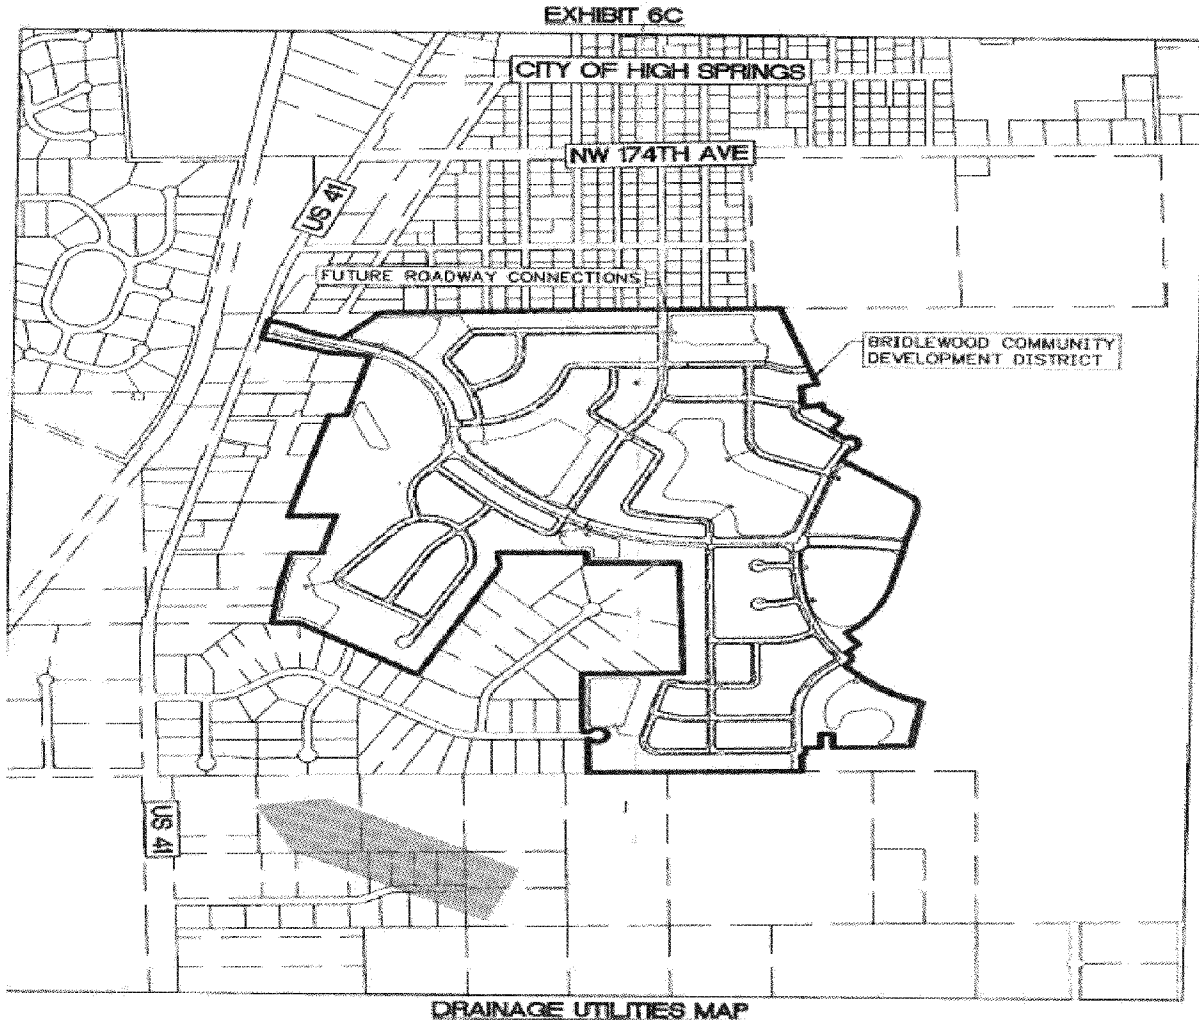 EXHIBIT 6C
CITY OF HIGH SPRINGS
NW 174TH AVE
US 41
FUTURE ROADWAY CONNECTIONS
BRIDLEWOOD COMMUNITY
DEVELOPMENT DISTRICT
US 41
DRAINAGE UTILITIES MAP